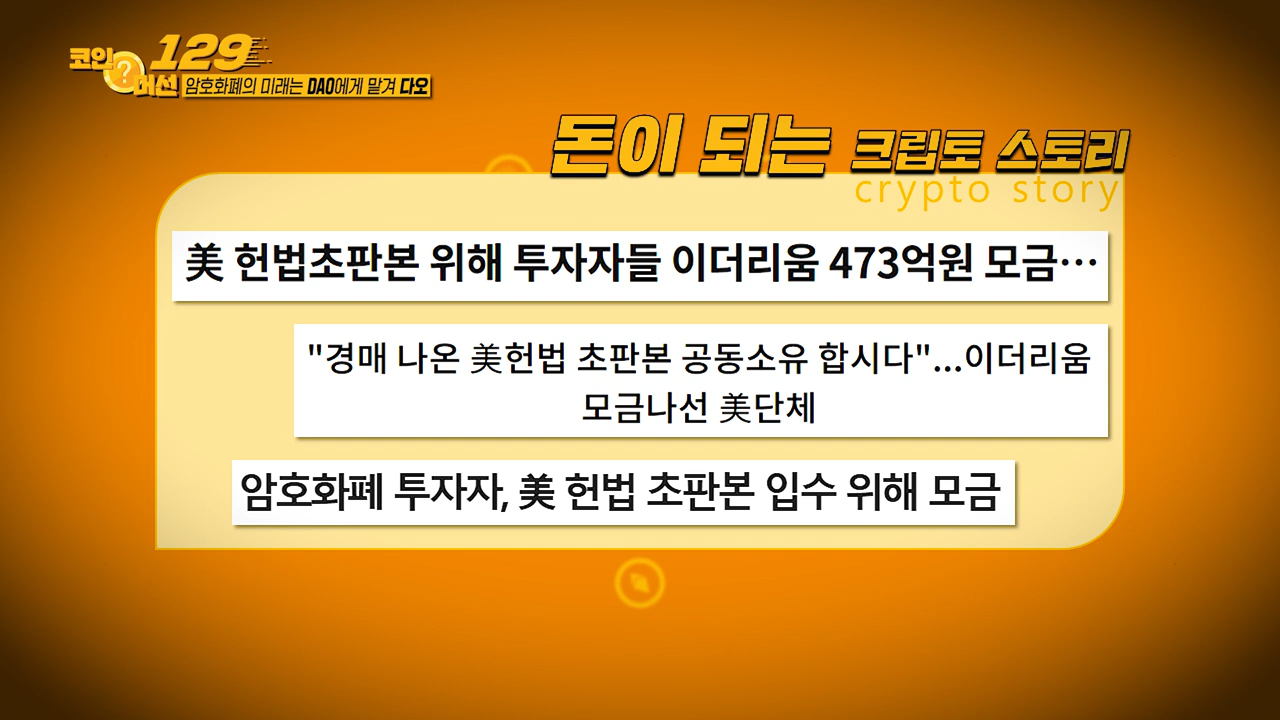 코인 129
? 버선 암호화폐의 미래는 DAO에게 맡겨 다오
돈이 되는 크립토 스토리
crypto story
美 헌법초판본 위해 투자자들 이더리움 473억원 모금…
"경매 나온 美헌법 초판본 공동소유 합시다"...이더리움
모금나선 美단체
암호화폐 투자자, 美 헌법 초판본 입수 위해 모금